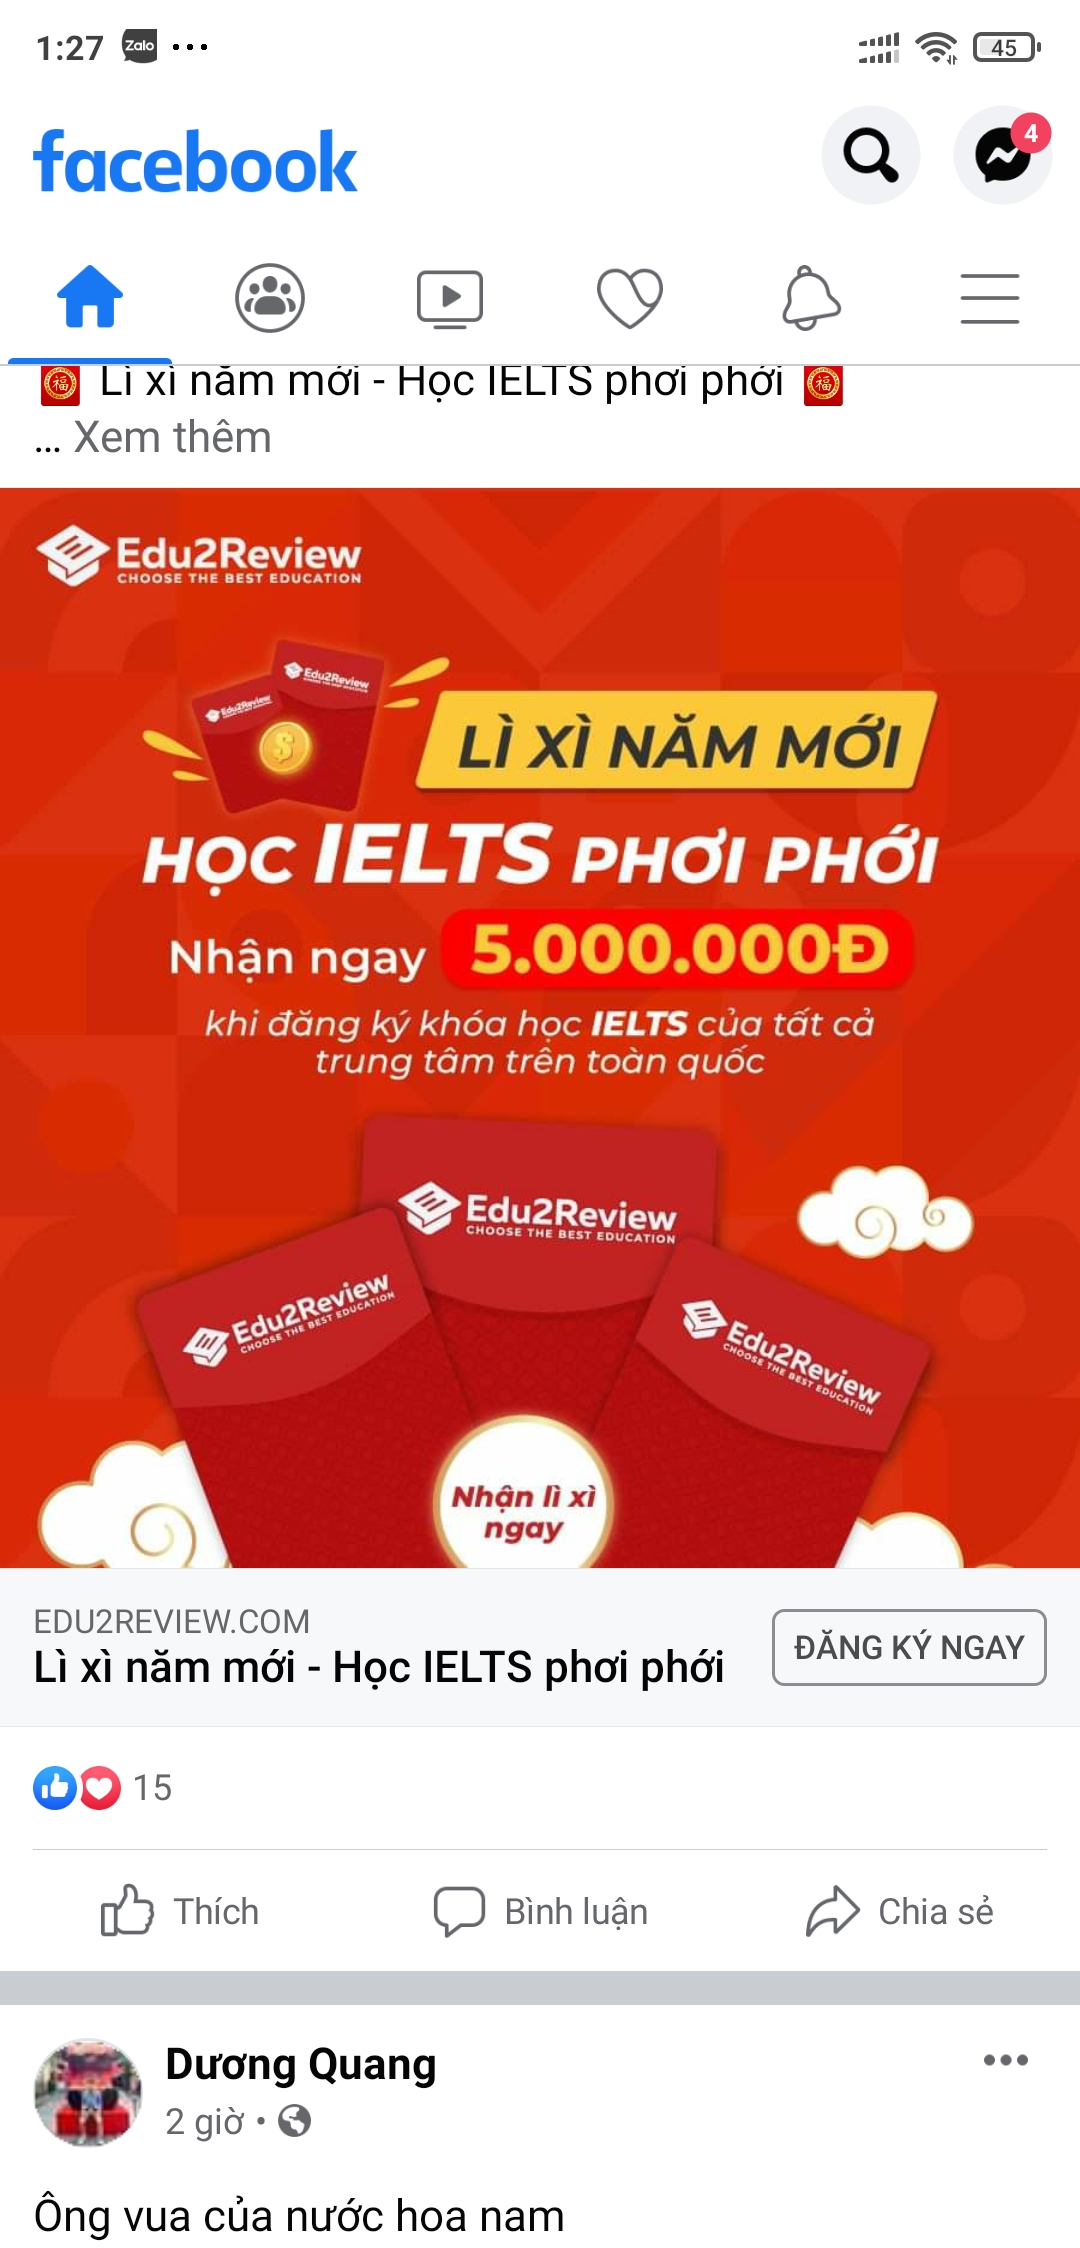 1:27 Zalo ... 45
facebook
4
福 Lì xì năm mới - Học IELTS phơi phới 福
... Xem thêm
Edu2Review
CHOOSE THE BEST EDUCATION
Edu2Review
Edu2Review
$
LÌ XÌ NĂM MỚI
HỌC IELTS PHƠI PHỚI
Nhận ngay 5.000.000Đ
khi đăng ký khóa học IELTS của tất cả
trung tâm trên toàn quốc
Edu2Review
CHOOSE THE BEST EDUCATION
Edu2Review
CHOOSE THE BEST EDUCATION
Edu2Review
CHOOSE THE BEST EDUCATION
Nhận lì xì
ngay
EDU2REVIEW.COM
Lì xì năm mới - Học IELTS phơi phới
ĐĂNG KÝ NGAY
15
Thích Bình luận Chia sẻ
Dương Quang
2 giờ •
Ông vua của nước hoa nam